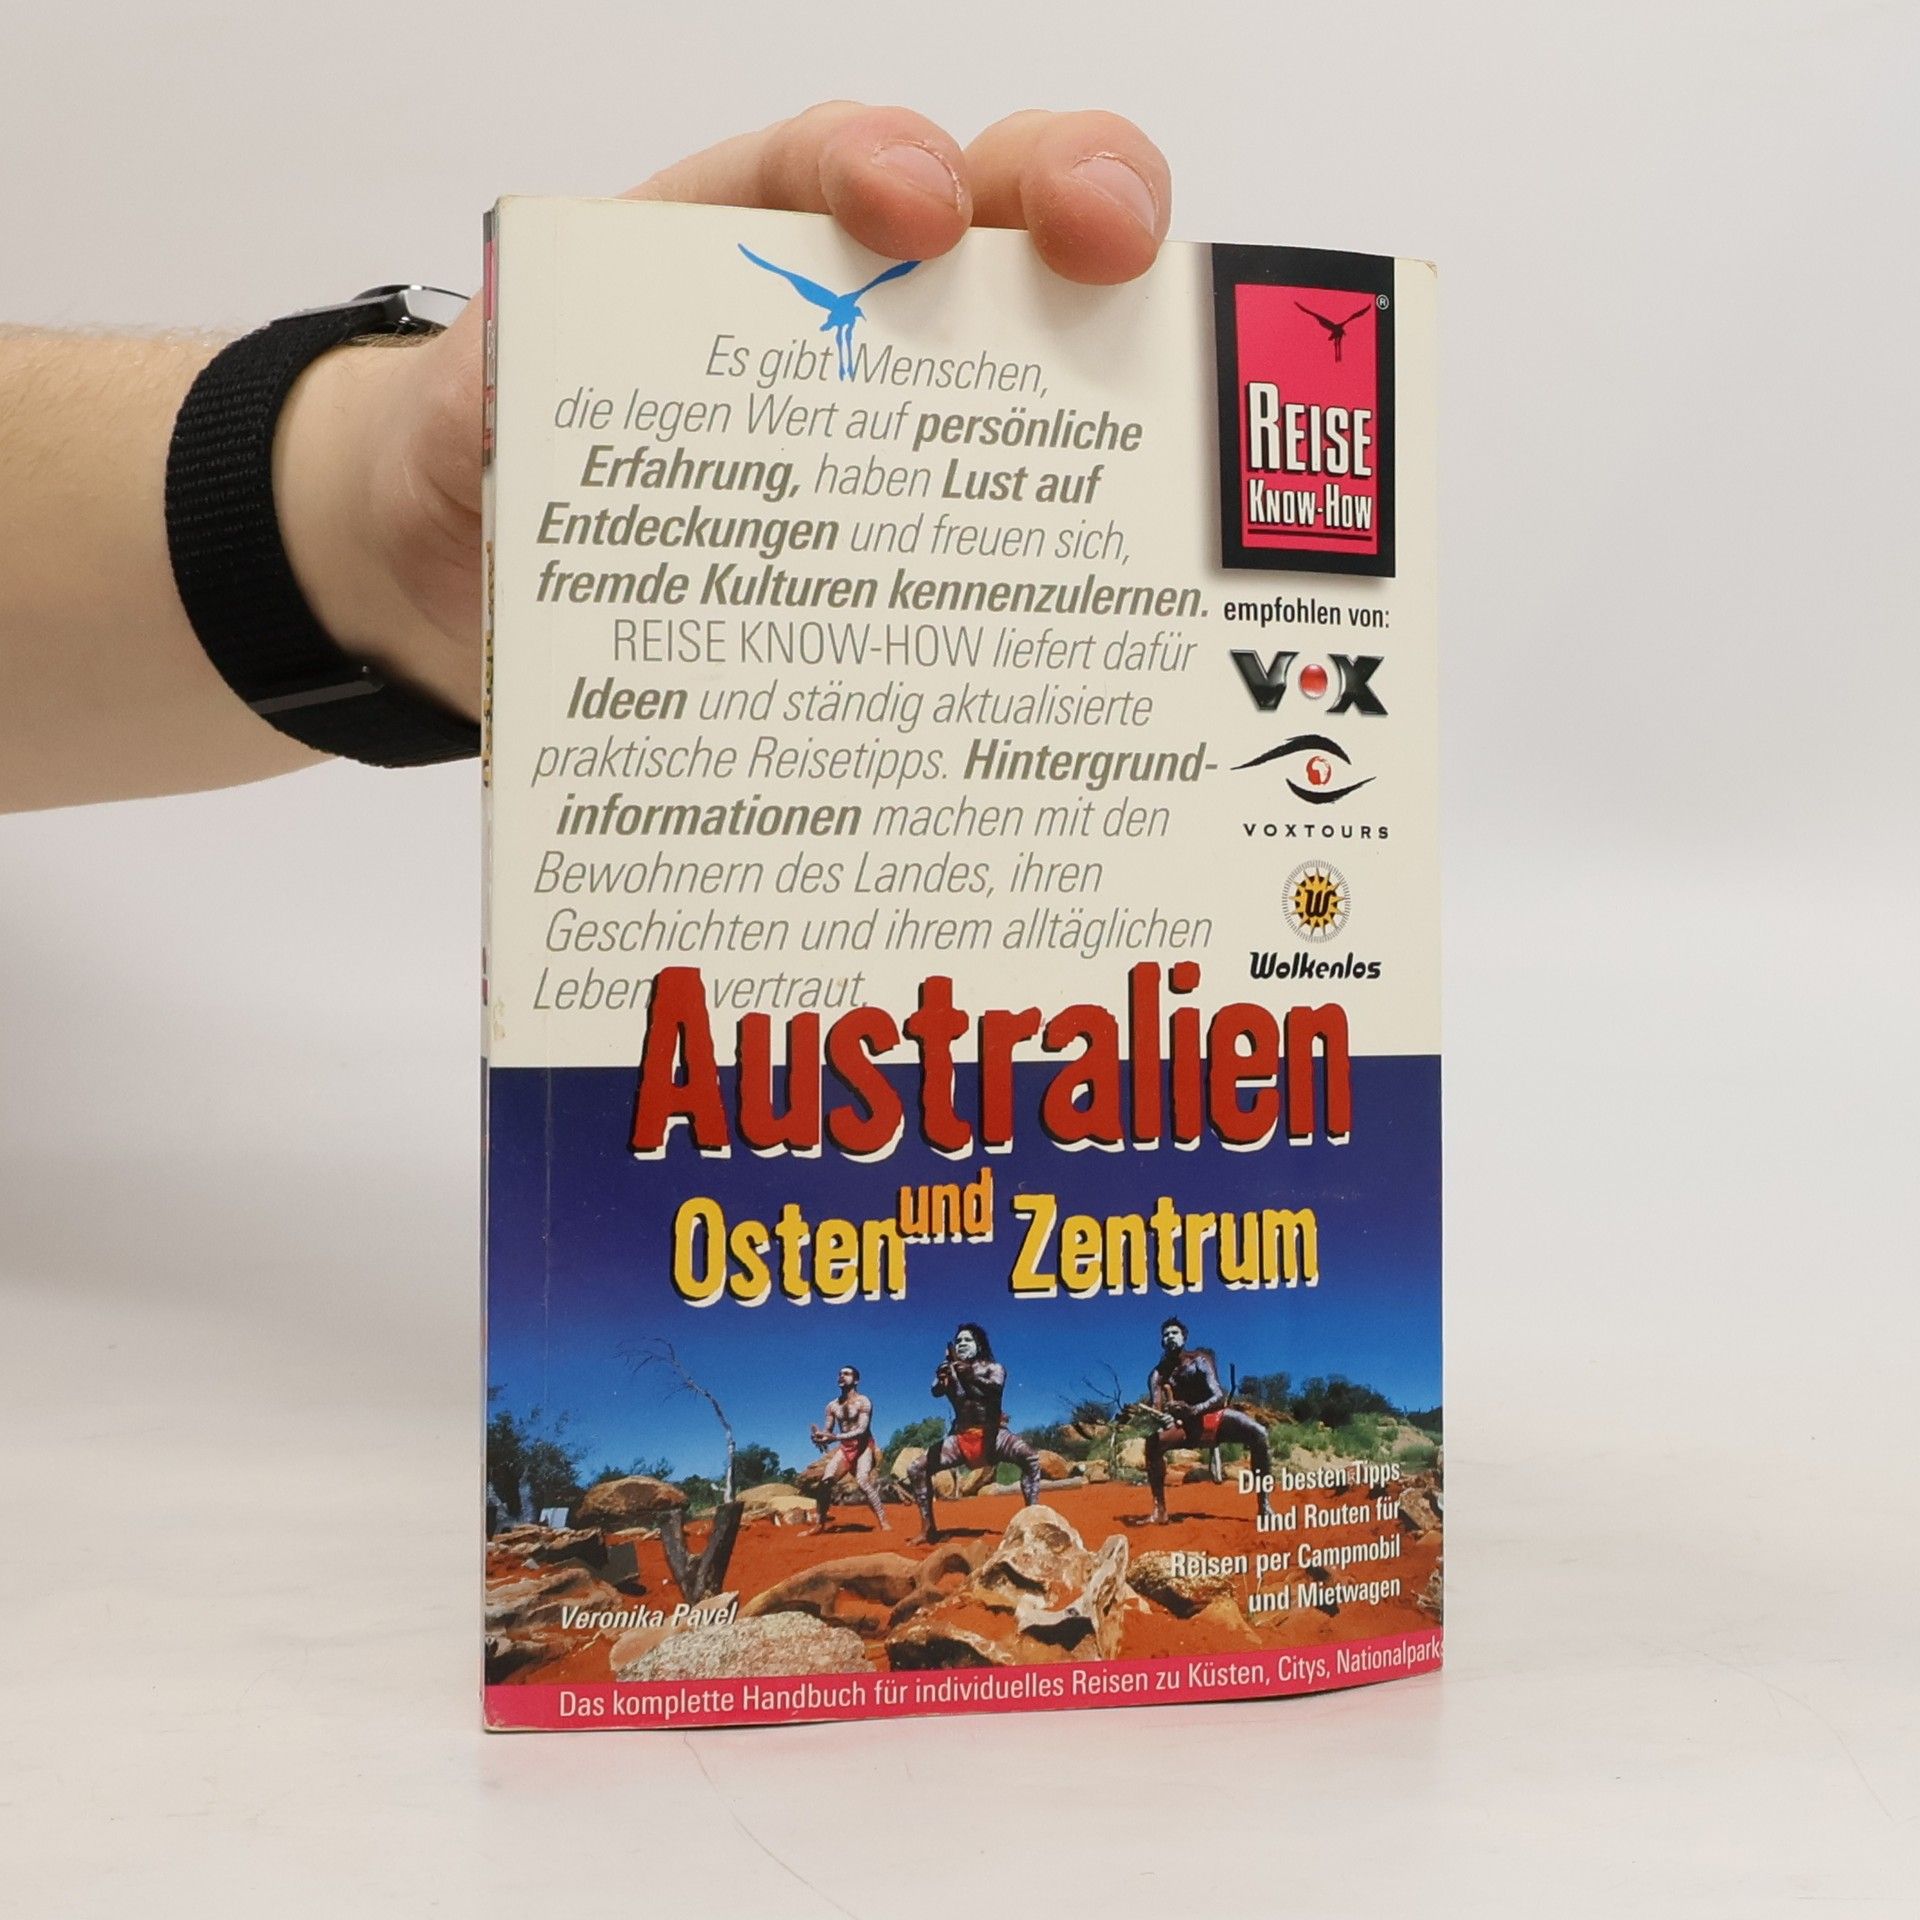 Es gibt Menschen,
die legen Wert auf persönliche
Erfahrung, haben Lust auf
Entdeckungen und freuen sich,
fremde Kulturen kennenzulernen.
REISE KNOW-HOW liefert dafür
Ideen und ständig aktualisierte
praktische Reisetipps. Hintergrund-
informationen machen mit den
Bewohnern des Landes, ihren
Geschichten und ihrem alltäglichen
Leben vertraut.
REISE
KNOW-HOW
®
empfohlen von:
VOX
VOXTOURS
W
Wolkenlos
Australien
Osten und Zentrum
Die besten Tipps
und Routen für
Reisen per Campmobil
und Mietwagen
Veronika Pavel
Das komplette Handbuch für individuelles Reisen zu Küsten, Citys, Nationalparks